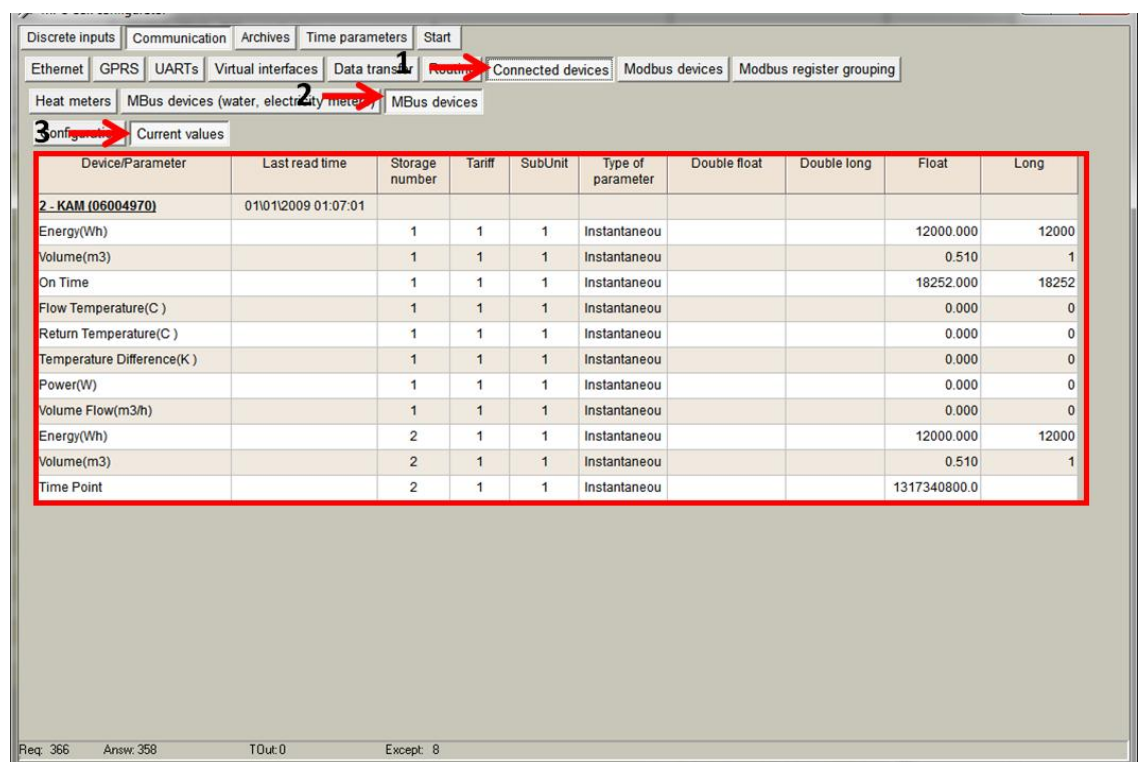 Discrete inputs Communication Archives Time parameters Start
1
Ethernet GPRS UARTs Virtual interfaces Data transfer Connected devices Modbus devices Modbus register grouping
2
Heat meters MBus devices (water, electricity meters) MBus devices
3 Configuration Current values
Device/Parameter Last read time Storage number Tariff SubUnit Type of parameter Double float Double long Float Long
2 - KAM (06004970) 01\01\2009 01:07:01
Energy(Wh) 1 1 1 Instantaneou 12000.000 12000
Volume(m3) 1 1 1 Instantaneou 0.510 1
On Time 1 1 1 Instantaneou 18252.000 18252
Flow Temperature(C ) 1 1 1 Instantaneou 0.000 0
Return Temperature(C ) 1 1 1 Instantaneou 0.000 0
Temperature Difference(K ) 1 1 1 Instantaneou 0.000 0
Power(W) 1 1 1 Instantaneou 0.000 0
Volume Flow(m3/h) 1 1 1 Instantaneou 0.000 0
Energy(Wh) 2 1 1 Instantaneou 12000.000 12000
Volume(m3) 2 1 1 Instantaneou 0.510 1
Time Point 2 1 1 Instantaneou 1317340800.0
Req: 366 Answ: 358 TOut: 0 Except: 8